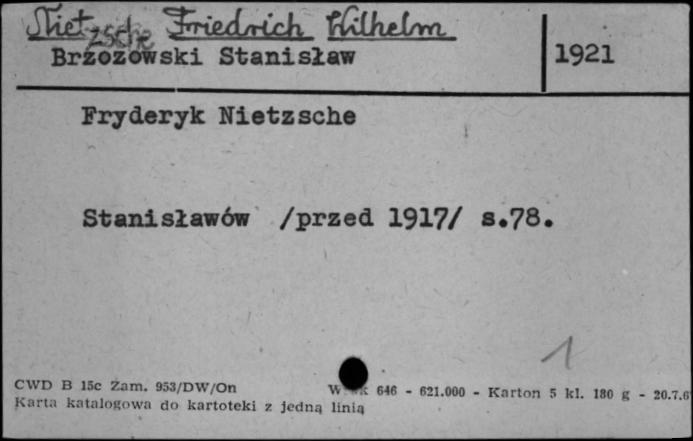 Nietzsche Friedrich Wilhelm
Brzozowski Stanisław
1921
Fryderyk Nietzsche
Stanisławów /przed 1917/ s.78.
1
CWD B 15c Zam. 953/DW/On 646 - 621.000 - Karton 5 kl. 180 g - 20.7.6
Karta katalogowa do kartoteki z jedną linią